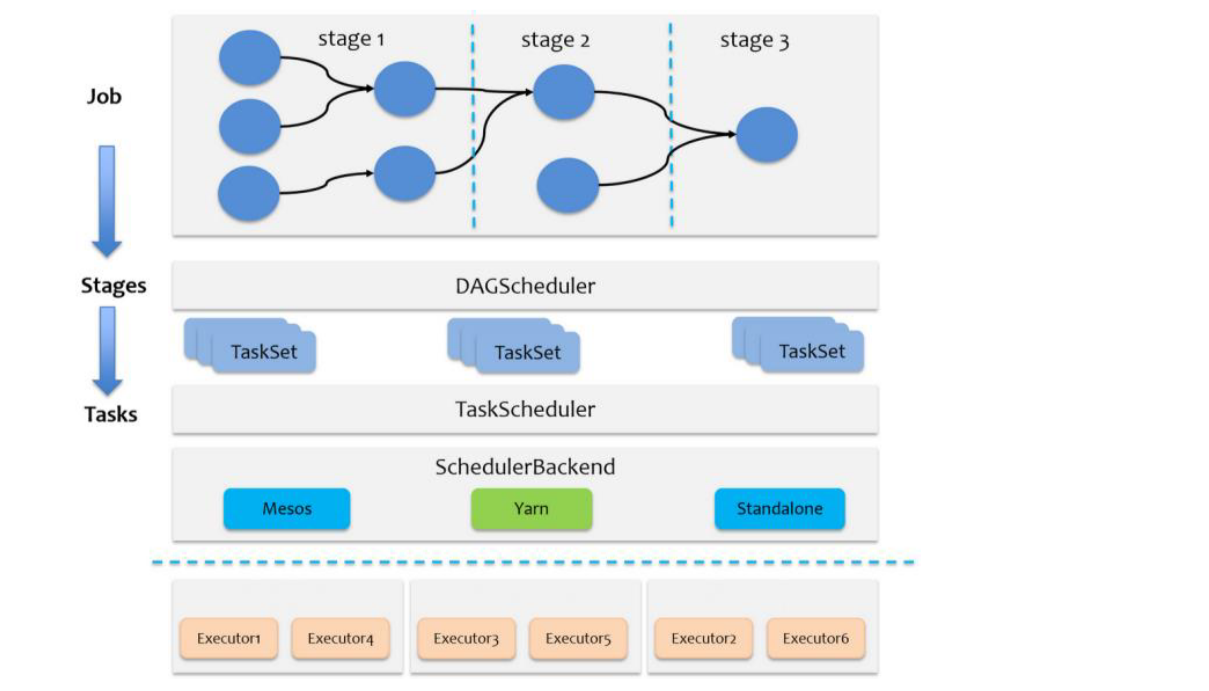 stage 1
stage 2
stage 3
Job
Stages
DAGScheduler
TaskSet
TaskSet
TaskSet
Tasks
TaskScheduler
SchedulerBackend
Mesos
Yarn
Standalone
Executor1
Executor4
Executor3
Executor5
Executor2
Executor6